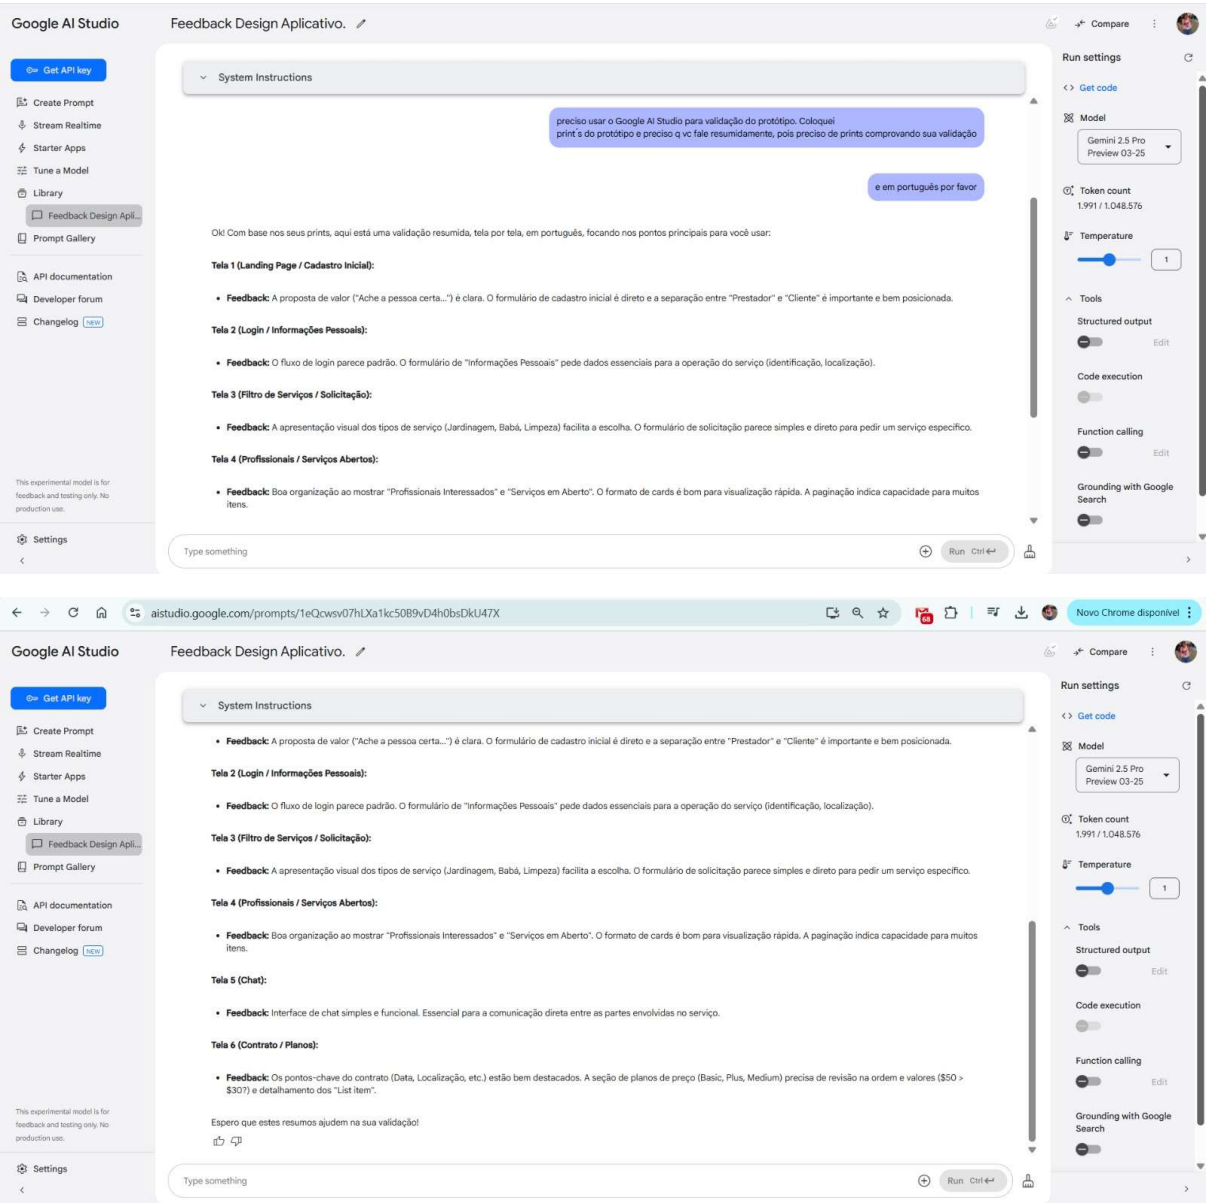 Google AI Studio
Feedback Design Aplicativo.
Compare
Get API key
Create Prompt
Stream Realtime
Starter Apps
Tune a Model
Library
Feedback Design Apli...
Prompt Gallery
API documentation
Developer forum
Changelog NEW
This experimental model is for
feedback and testing only. No
production use.
Settings
System Instructions
preciso usar o Google AI Studio para validação do protótipo. Coloquei
print´s do protótipo e preciso q vc fale resumidamente, pois preciso de prints comprovando sua validação
e em português por favor
Ok! Com base nos seus prints, aqui está uma validação resumida, tela por tela, em português, focando nos pontos principais para você usar:
Tela 1 (Landing Page / Cadastro Inicial):
• Feedback: A proposta de valor ("Ache a pessoa certa...") é clara. O formulário de cadastro inicial é direto e a separação entre "Prestador" e "Cliente" é importante e bem posicionada.
Tela 2 (Login / Informações Pessoais):
• Feedback: O fluxo de login parece padrão. O formulário de "Informações Pessoais" pede dados essenciais para a operação do serviço (identificação, localização).
Tela 3 (Filtro de Serviços / Solicitação):
• Feedback: A apresentação visual dos tipos de serviço (Jardinagem, Babá, Limpeza) facilita a escolha. O formulário de solicitação parece simples e direto para pedir um serviço específico.
Tela 4 (Profissionais / Serviços Abertos):
• Feedback: Boa organização ao mostrar "Profissionais Interessados" e "Serviços em Aberto". O formato de cards é bom para visualização rápida. A paginação indica capacidade para muitos
itens.
Type something
Run Ctrl
Run settings
Get code
Model
Gemini 2.5 Pro
Preview 03-25
Token count
1.991 / 1.048.576
Temperature
1
Tools
Structured output
Edit
Code execution
Function calling
Edit
Grounding with Google
Search
aistudio.google.com/prompts/1eQcwsv07hLXa1kc50B9vD4h0bsDkU47X
68
Novo Chrome disponível
Google AI Studio
Feedback Design Aplicativo.
Compare
Get API key
Create Prompt
Stream Realtime
Starter Apps
Tune a Model
Library
Feedback Design Apli...
Prompt Gallery
API documentation
Developer forum
Changelog NEW
This experimental model is for
feedback and testing only. No
production use.
Settings
System Instructions
• Feedback: A proposta de valor ("Ache a pessoa certa...") é clara. O formulário de cadastro inicial é direto e a separação entre "Prestador" e "Cliente" é importante e bem posicionada.
Tela 2 (Login / Informações Pessoais):
• Feedback: O fluxo de login parece padrão. O formulário de "Informações Pessoais" pede dados essenciais para a operação do serviço (identificação, localização).
Tela 3 (Filtro de Serviços / Solicitação):
• Feedback: A apresentação visual dos tipos de serviço (Jardinagem, Babá, Limpeza) facilita a escolha. O formulário de solicitação parece simples e direto para pedir um serviço específico.
Tela 4 (Profissionais / Serviços Abertos):
• Feedback: Boa organização ao mostrar "Profissionais Interessados" e "Serviços em Aberto". O formato de cards é bom para visualização rápida. A paginação indica capacidade para muitos
itens.
Tela 5 (Chat):
• Feedback: Interface de chat simples e funcional. Essencial para a comunicação direta entre as partes envolvidas no serviço.
Tela 6 (Contrato / Planos):
• Feedback: Os pontos-chave do contrato (Data, Localização, etc.) estão bem destacados. A seção de planos de preço (Basic, Plus, Medium) precisa de revisão na ordem e valores ($50 >
$30?) e detalhamento dos "List item".
Espero que estes resumos ajudem na sua validação!
Type something
Run Ctrl
Run settings
Get code
Model
Gemini 2.5 Pro
Preview 03-25
Token count
1.991 / 1.048.576
Temperature
1
Tools
Structured output
Edit
Code execution
Function calling
Edit
Grounding with Google
Search